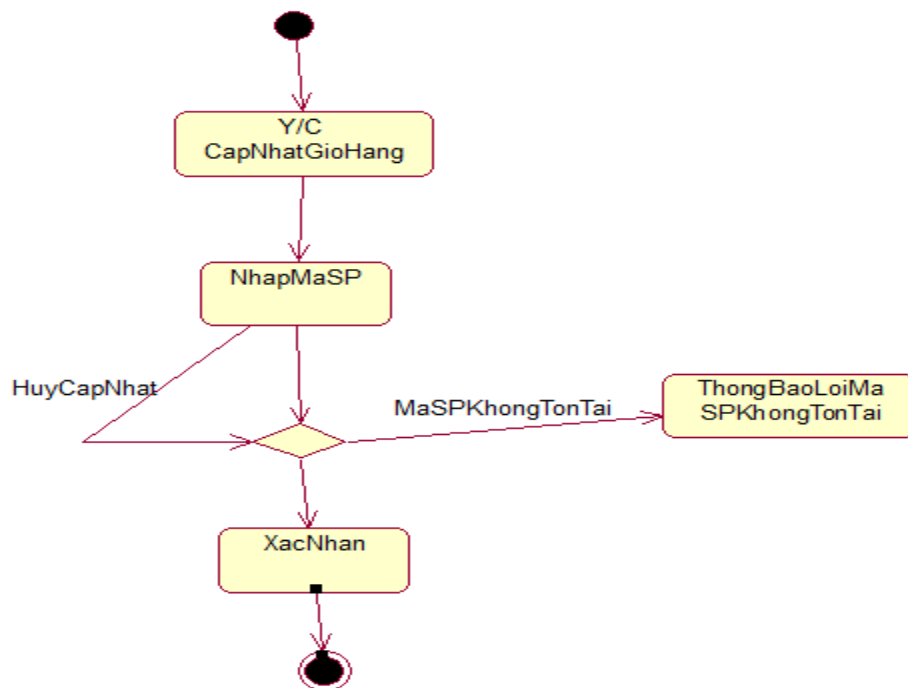 Y/C
CapNhatGioHang
NhapMaSP
HuyCapNhat
MaSPKhongTonTai
ThongBaoLoiMa
SPKhongTonTai
XacNhan